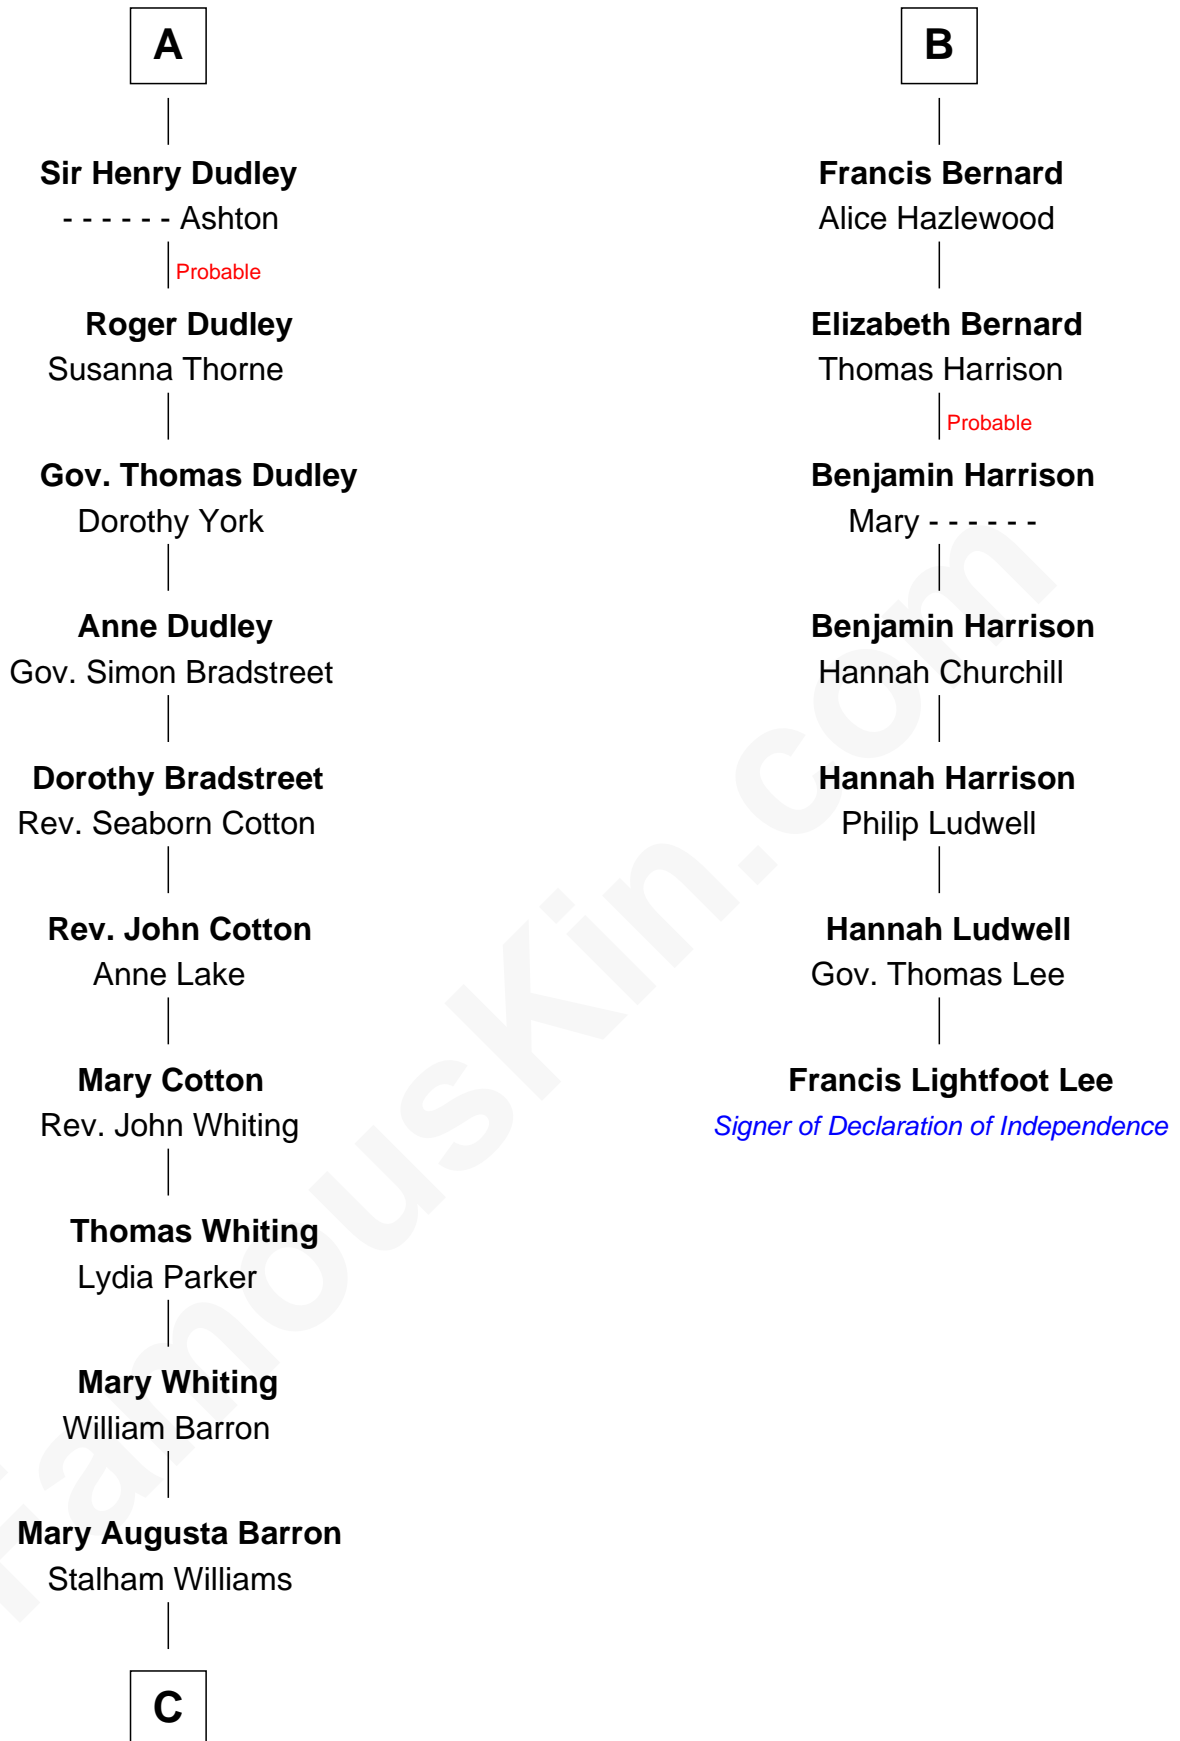 A
Sir Henry Dudley
- - - - - - Ashton
Probable
Roger Dudley
Susanna Thorne
Gov. Thomas Dudley
Dorothy York
Anne Dudley
Gov. Simon Bradstreet
Dorothy Bradstreet
Rev. Seaborn Cotton
Rev. John Cotton
Anne Lake
Mary Cotton
Rev. John Whiting
Thomas Whiting
Lydia Parker
Mary Whiting
William Barron
Mary Augusta Barron
Stalham Williams
C
B
Francis Bernard
Alice Hazlewood
Elizabeth Bernard
Thomas Harrison
Probable
Benjamin Harrison
Mary - - - - - -
Benjamin Harrison
Hannah Churchill
Hannah Harrison
Philip Ludwell
Hannah Ludwell
Gov. Thomas Lee
Francis Lightfoot Lee
Signer of Declaration of Independence
FamousKin.com